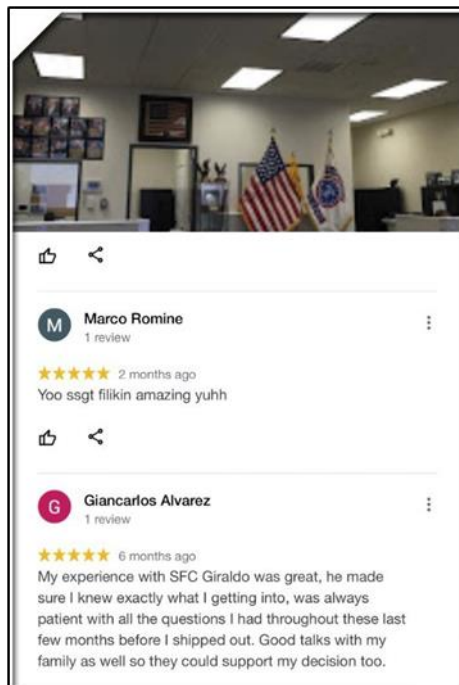 M
Marco Romine
1 review
2 months ago
Yoo ssgt filikin amazing yuhh
G
Giancarlos Alvarez
1 review
6 months ago
My experience with SFC Giraldo was great, he made
sure I knew exactly what I getting into, was always
patient with all the questions I had throughout these last
few months before I shipped out. Good talks with my
family as well so they could support my decision too.